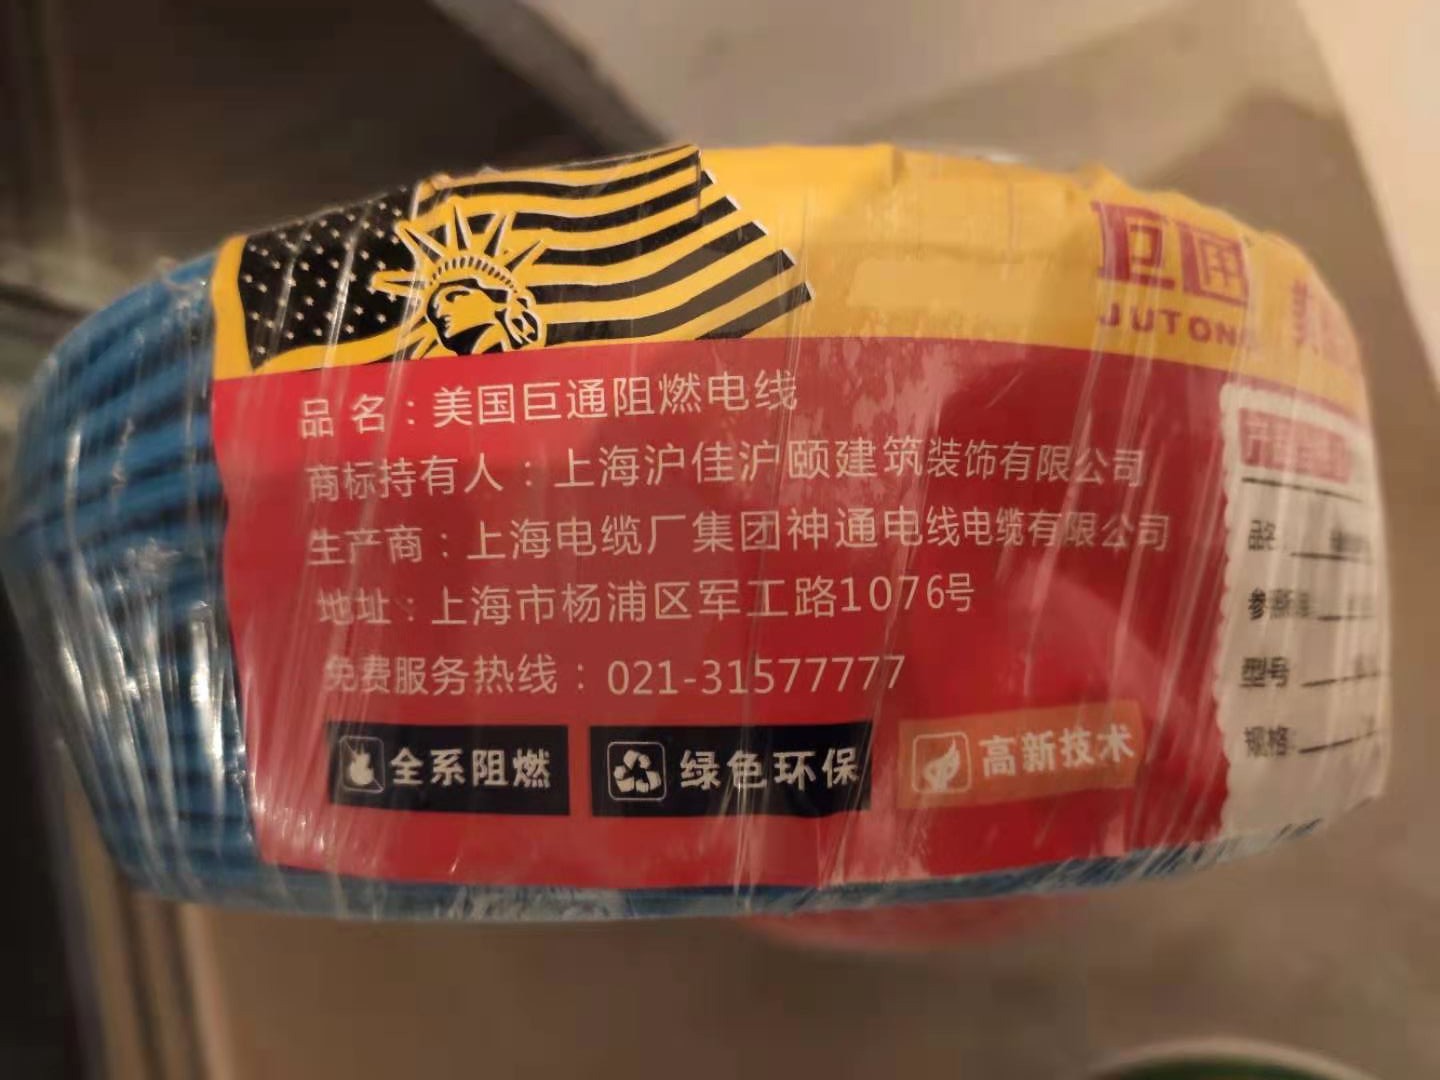 巨通
JUTONG
品名：美国巨通阻燃电线
商标持有人：上海沪佳沪颐建筑装饰有限公司
生产商：上海电缆厂集团神通电线电缆有限公司
地址：上海市杨浦区军工路1076号
免费服务热线：021-31577777
全系阻燃 绿色环保 高新技术
品名
型号
规格